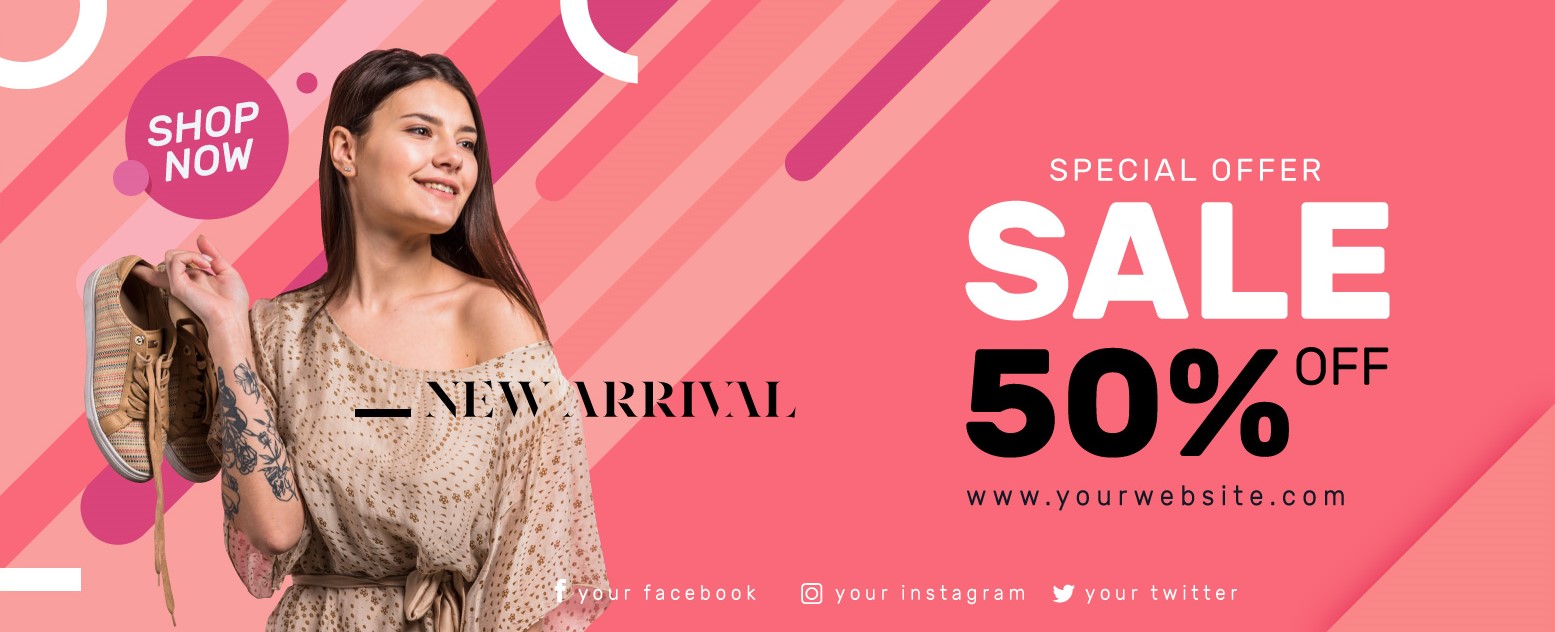 SHOP
NOW
NEW ARRIVAL
SPECIAL OFFER
SALE
50% OFF
www.yourwebsite.com
your facebook
your instagram
your twitter